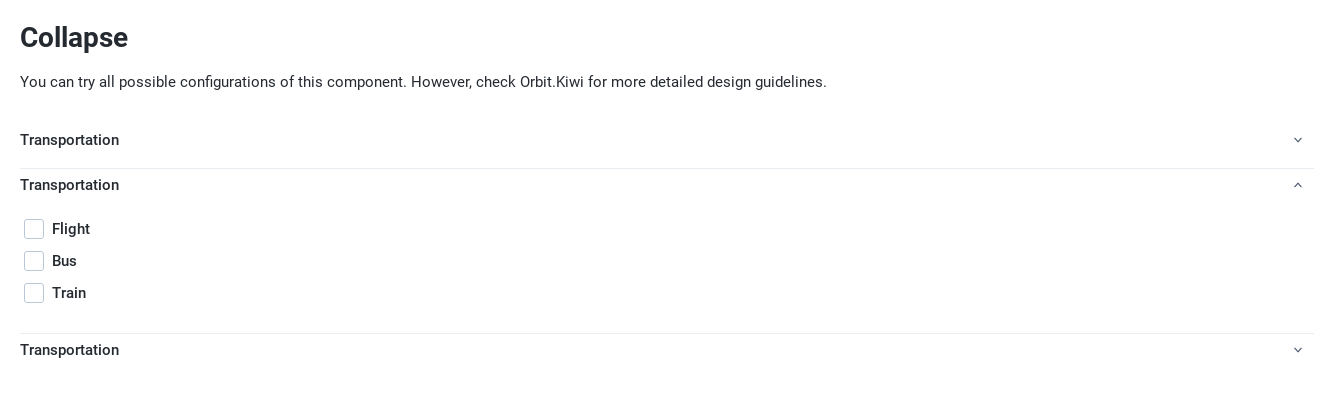 Collapse
You can try all possible configurations of this component. However, check Orbit.Kiwi for more detailed design guidelines.
Transportation
Transportation
Flight
Bus
Train
Transportation